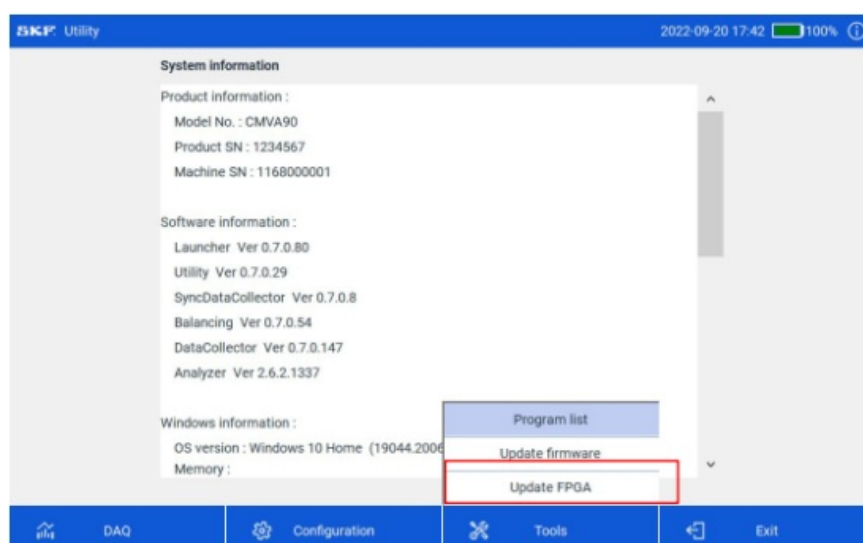 SKF Utility 2022-09-20 17:42 100%
System information
Product information :
Model No. : CMVA90
Product SN : 1234567
Machine SN : 1168000001
Software information :
Launcher Ver 0.7.0.80
Utility Ver 0.7.0.29
SyncDataCollector Ver 0.7.0.8
Balancing Ver 0.7.0.54
DataCollector Ver 0.7.0.147
Analyzer Ver 2.6.2.1337
Windows information :
OS version : Windows 10 Home (19044.2006
Memory :
Program list
Update firmware
Update FPGA
DAQ Configuration Tools Exit